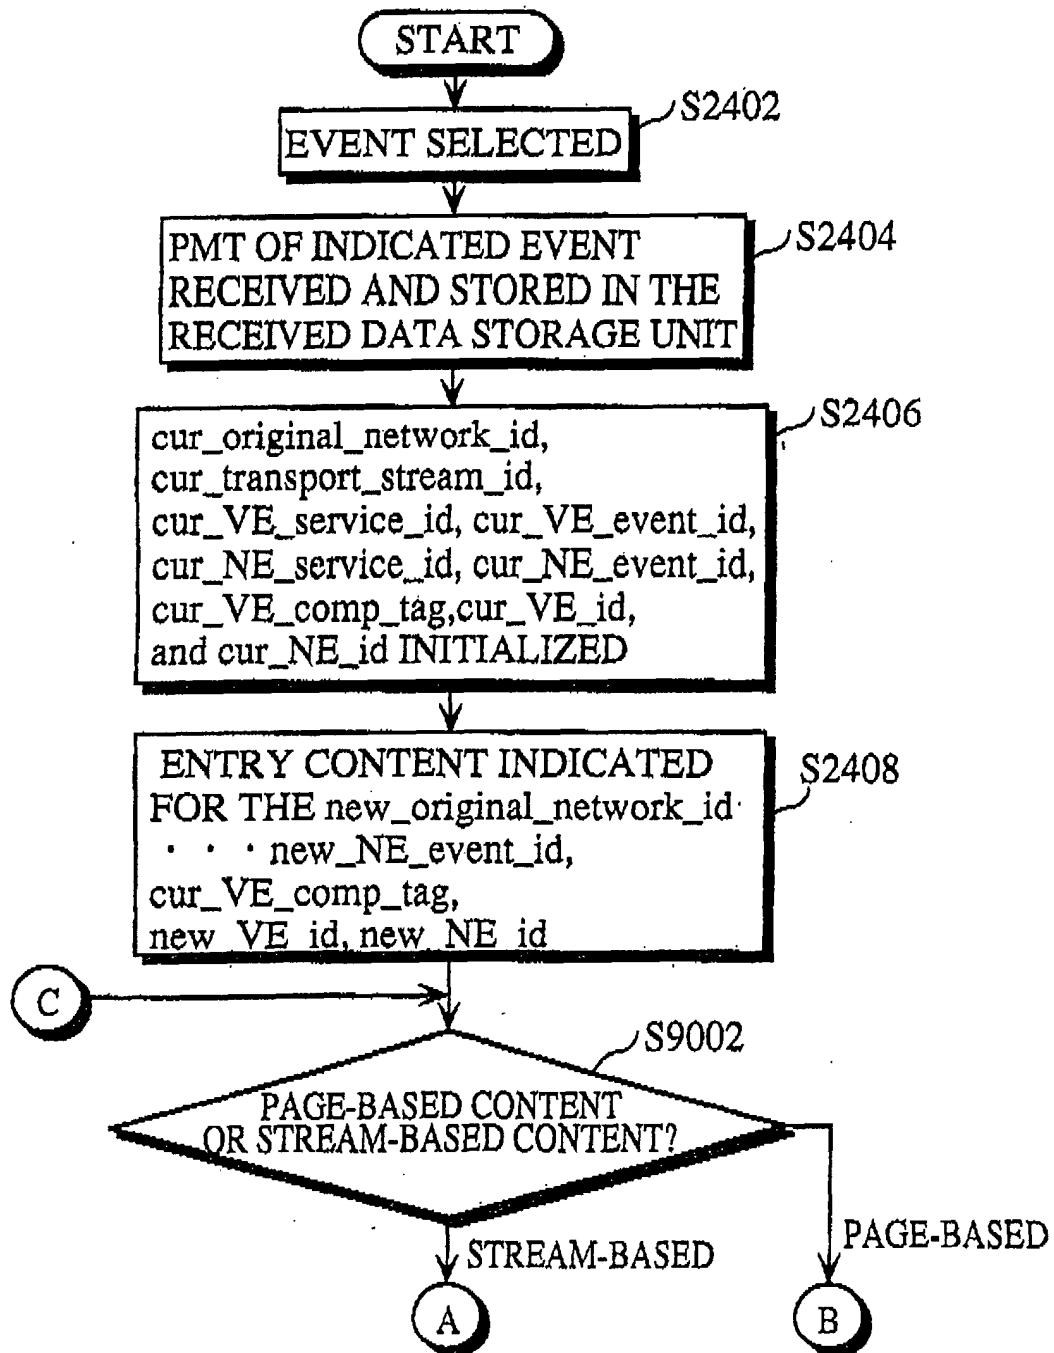 START
S2402
EVENT SELECTED
S2404
PMT OF INDICATED EVENT
RECEIVED AND STORED IN THE
RECEIVED DATA STORAGE UNIT
S2406
cur_original_network_id,
cur_transport_stream_id,
cur_VE_service_id, cur_VE_event_id,
cur_NE_service_id, cur_NE_event_id,
cur_VE_comp_tag,cur_VE_id,
and cur_NE_id INITIALIZED
S2408
ENTRY CONTENT INDICATED
FOR THE new_original_network_id
· · · new_NE_event_id,
cur_VE_comp_tag,
new_VE_id, new_NE_id
C
S9002
PAGE-BASED CONTENT
OR STREAM-BASED CONTENT?
PAGE-BASED
STREAM-BASED
A
B